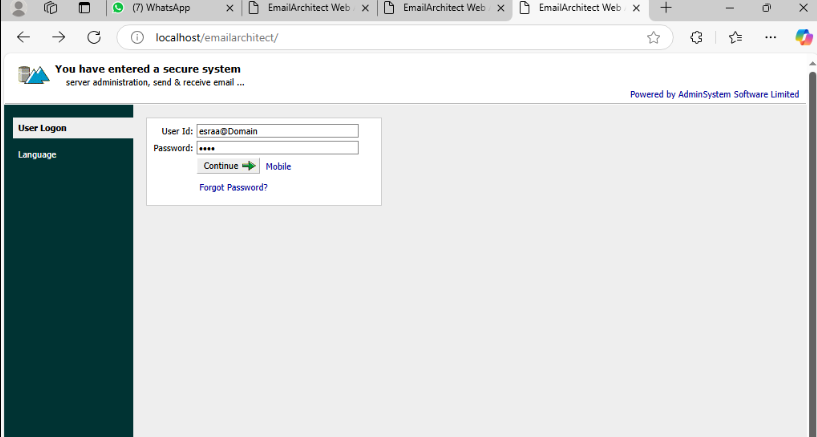 (7) WhatsApp
EmailArchitect Web
EmailArchitect Web
EmailArchitect Web
localhost/emailarchitect/
You have entered a secure system
server administration, send & receive email ...
Powered by AdminSystem Software Limited
User Logon
Language
User Id: esraa@Domain
Password: ••••
Continue Mobile
Forgot Password?